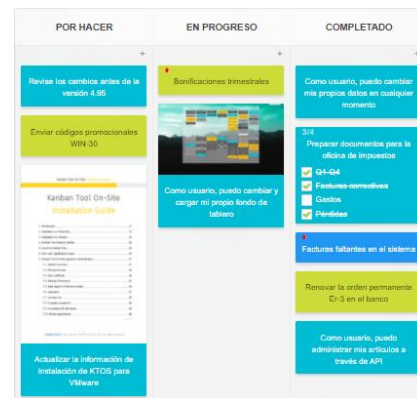 POR HACER
EN PROGRESO
COMPLETADO
Revise los cambios antes de la
versión 4.95
Enviar códigos promocionales
WIN-30
Kanban Tool On-Site
Installation Guide
Actualizar la información de
instalación de KTOS para
VMware
Bonificaciones trimestrales
Como usuario, puedo cambiar y
cargar mi propio fondo de
tablero
Como usuario, puedo cambiar
mis propios datos en cualquier
momento
3/4
Preparar documentos para la
oficina de impuestos
Q1-Q4
Facturas correctivas
Gastos
Pérdidas
Facturas faltantes en el sistema
Renovar la orden permanente
Er-3 en el banco
Como usuario, puedo
administrar mis artículos a
través de API